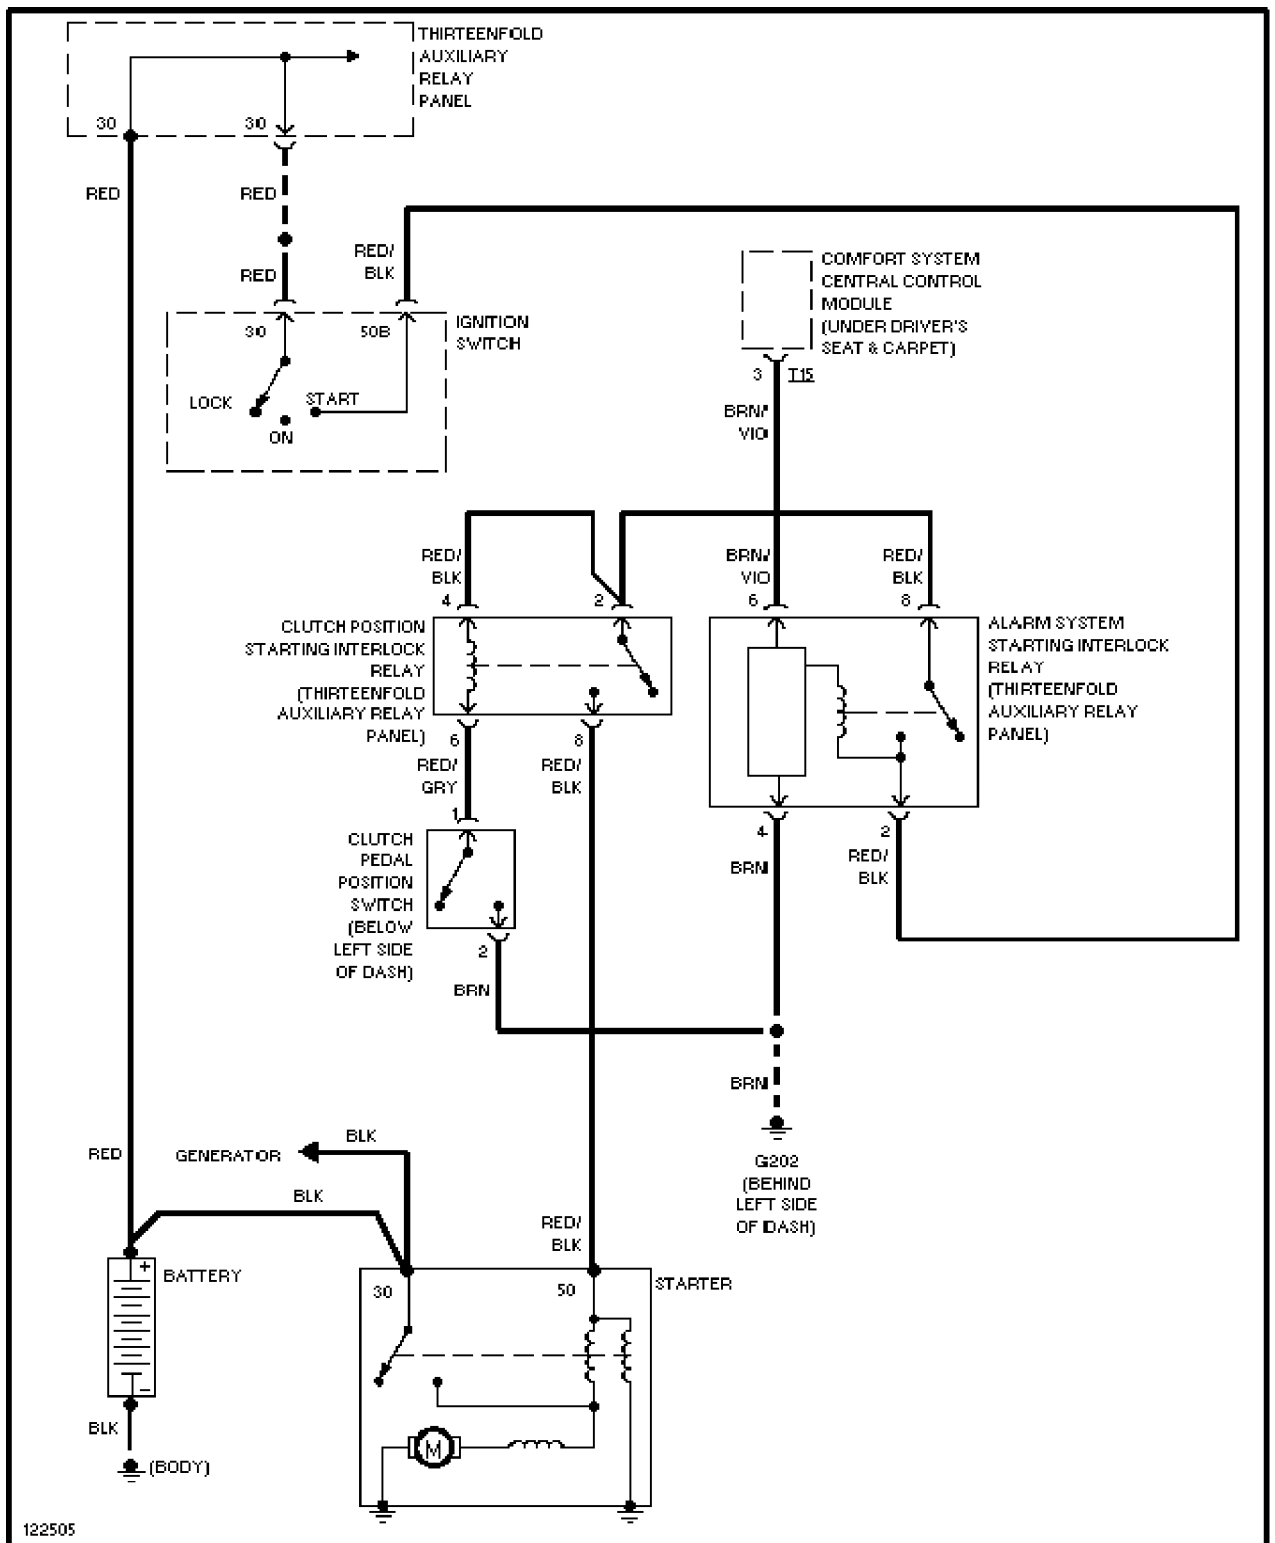 THIRTEENFOLD
AUXILIARY
RELAY
PANEL
30
30
RED
RED
RED/
BLK
RED
30
50B
IGNITION
SWITCH
LOCK
START
ON
COMFORT SYSTEM
CENTRAL CONTROL
MODULE
(UNDER DRIVER'S
SEAT & CARPET)
3 T15
BRN/
VIO
RED/
BLK
4
2
BRN/
VIO
6
RED/
BLK
8
CLUTCH POSITION
STARTING INTERLOCK
RELAY
(THIRTEENFOLD
AUXILIARY RELAY
PANEL)
ALARM SYSTEM
STARTING INTERLOCK
RELAY
(THIRTEENFOLD
AUXILIARY RELAY
PANEL)
6
8
RED/
GRY
RED/
BLK
1
CLUTCH
PEDAL
POSITION
SWITCH
(BELOW
LEFT SIDE
OF DASH)
2
BRN
4
2
BRN
RED/
BLK
BRN
G202
(BEHIND
LEFT SIDE
OF DASH)
RED
GENERATOR
BLK
BLK
RED/
BLK
+
BATTERY
-
30
50
STARTER
M
BLK
(BODY)
122505